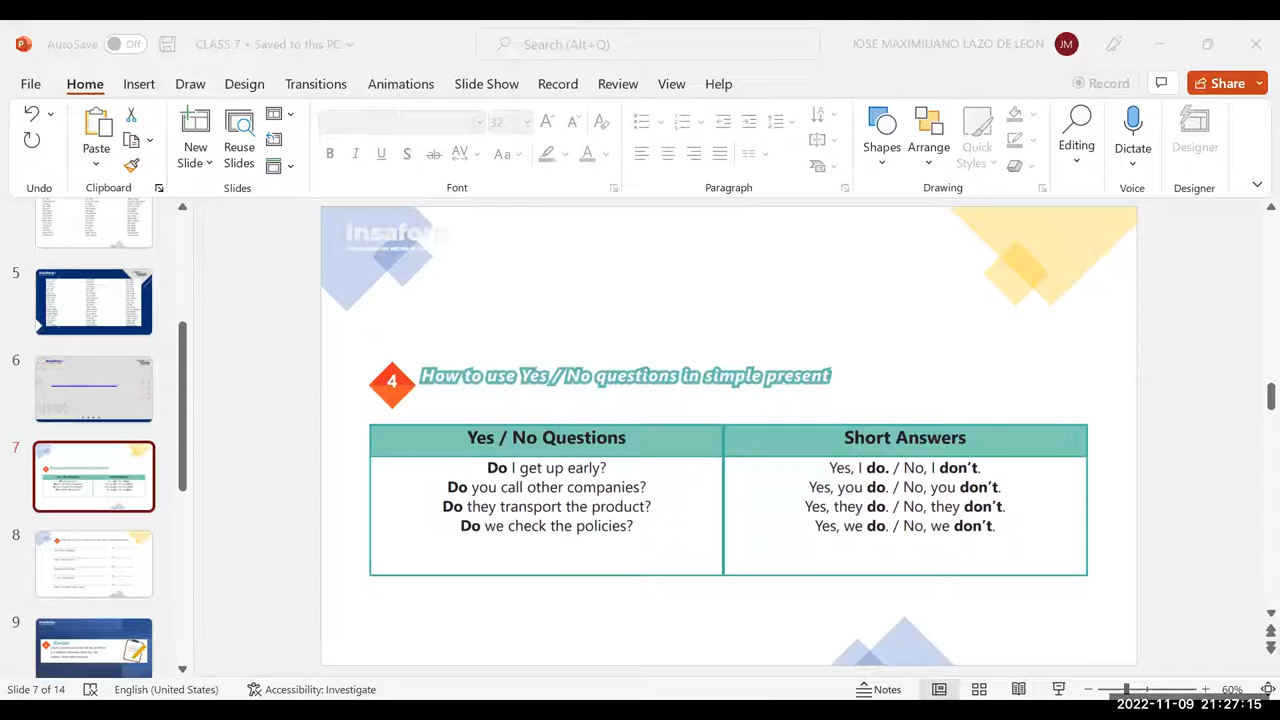 AutoSave Off CLASS 7 • Saved to this PC Search (Alt+Q) JOSE MAXIMILIANO LAZO DE LEON JM
File Home Insert Draw Design Transitions Animations Slide Show Record Review View Help Record Share
Paste New Slide Reuse Slides B I U S ab AV Aa A Shapes Arrange Quick Styles Editing Dictate Designer
Undo Clipboard Slides Font Paragraph Drawing Voice Designer
5
6
7
8
9
Insafo
4 How to use Yes / No questions in simple present
Yes / No Questions Short Answers
Do I get up early? Yes, I do. / No, I don't.
Do you call other companies? Yes, you do. / No, you don't.
Do they transport the product? Yes, they do. / No, they don't.
Do we check the policies? Yes, we do. / No, we don't.
Slide 7 of 14 English (United States) Accessibility: Investigate Notes 60%
2022-11-09 21:27:15